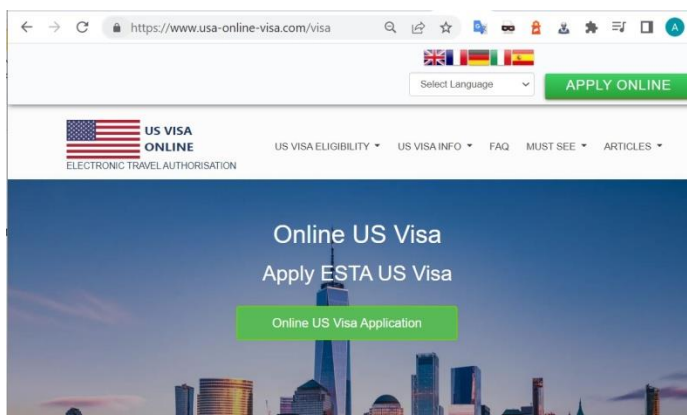 https://www.usa-online-visa.com/visa
A
Select Language
APPLY ONLINE
US VISA
ONLINE
ELECTRONIC TRAVEL AUTHORISATION
US VISA ELIGIBILITY
US VISA INFO
FAQ
MUST SEE
ARTICLES
Online US Visa
Apply ESTA US Visa
Online US Visa Application